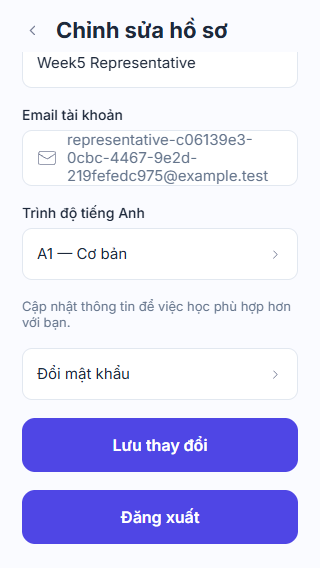 Chỉnh sửa hồ sơ
Week5 Representative
Email tài khoản
representative-c06139e3-
0cbc-4467-9e2d-
219fefedc975@example.test
Trình độ tiếng Anh
A1 — Cơ bản
Cập nhật thông tin để việc học phù hợp hơn
với bạn.
Đổi mật khẩu
Lưu thay đổi
Đăng xuất